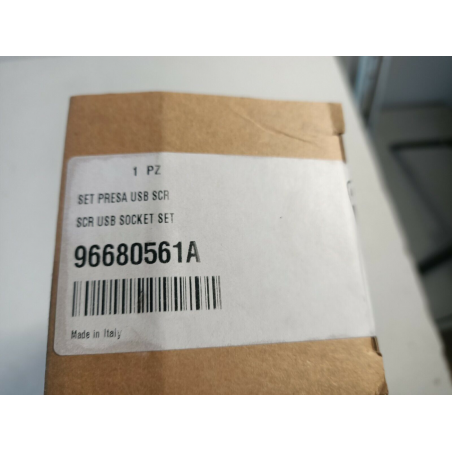 1 PZ
SET PRESA USB SCR
SCR USB SOCKET SET
96680561A
Made in Italy